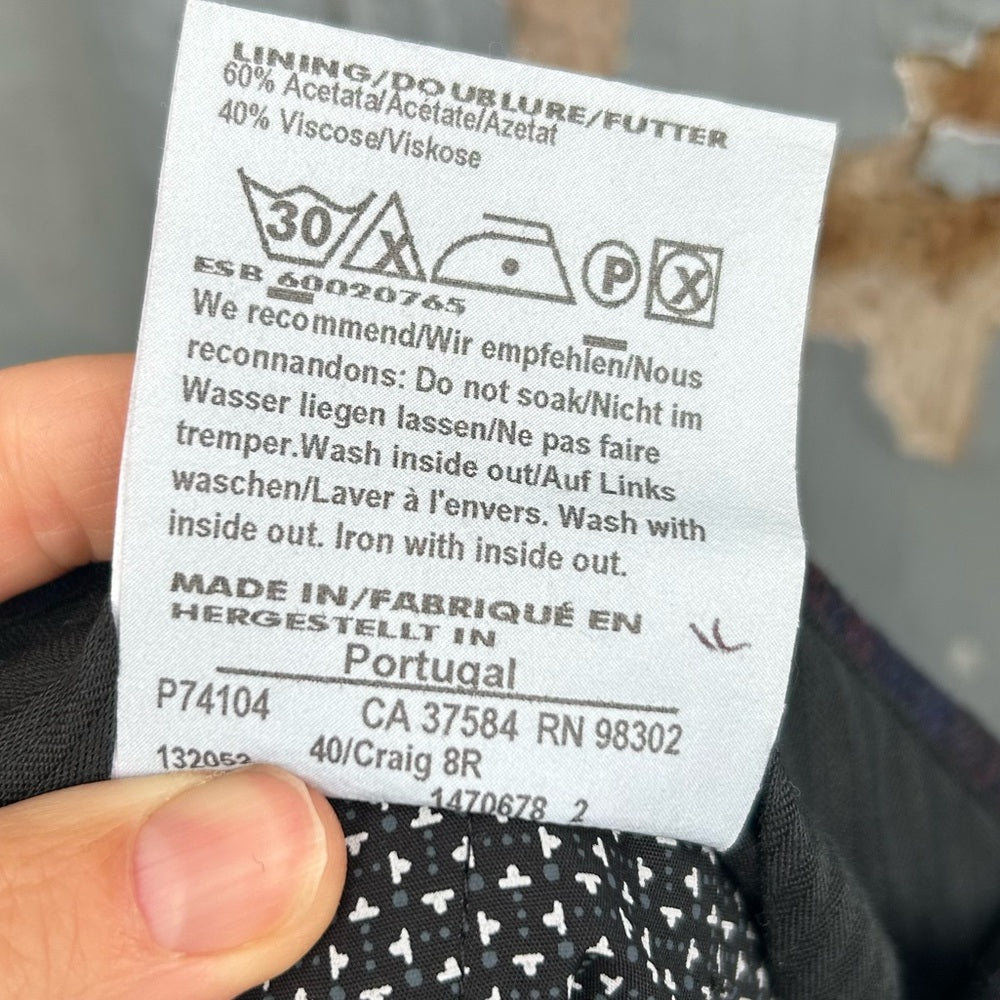 LINING/DOUBLURE/FUTTER
60% Acetata/Acétate/Azetat
40% Viscose/Viskose
30 X P X
ESB 60020765
We recommend/Wir empfehlen/Nous
reconnandons: Do not soak/Nicht im
Wasser liegen lassen/Ne pas faire
tremper.Wash inside out/Auf Links
waschen/Laver à l'envers. Wash with
inside out. Iron with inside out.
MADE IN/FABRIQUÉ EN
HERGESTELLT IN
Portugal
P74104 CA 37584 RN 98302
132052 40/Craig 8R
1470678 2